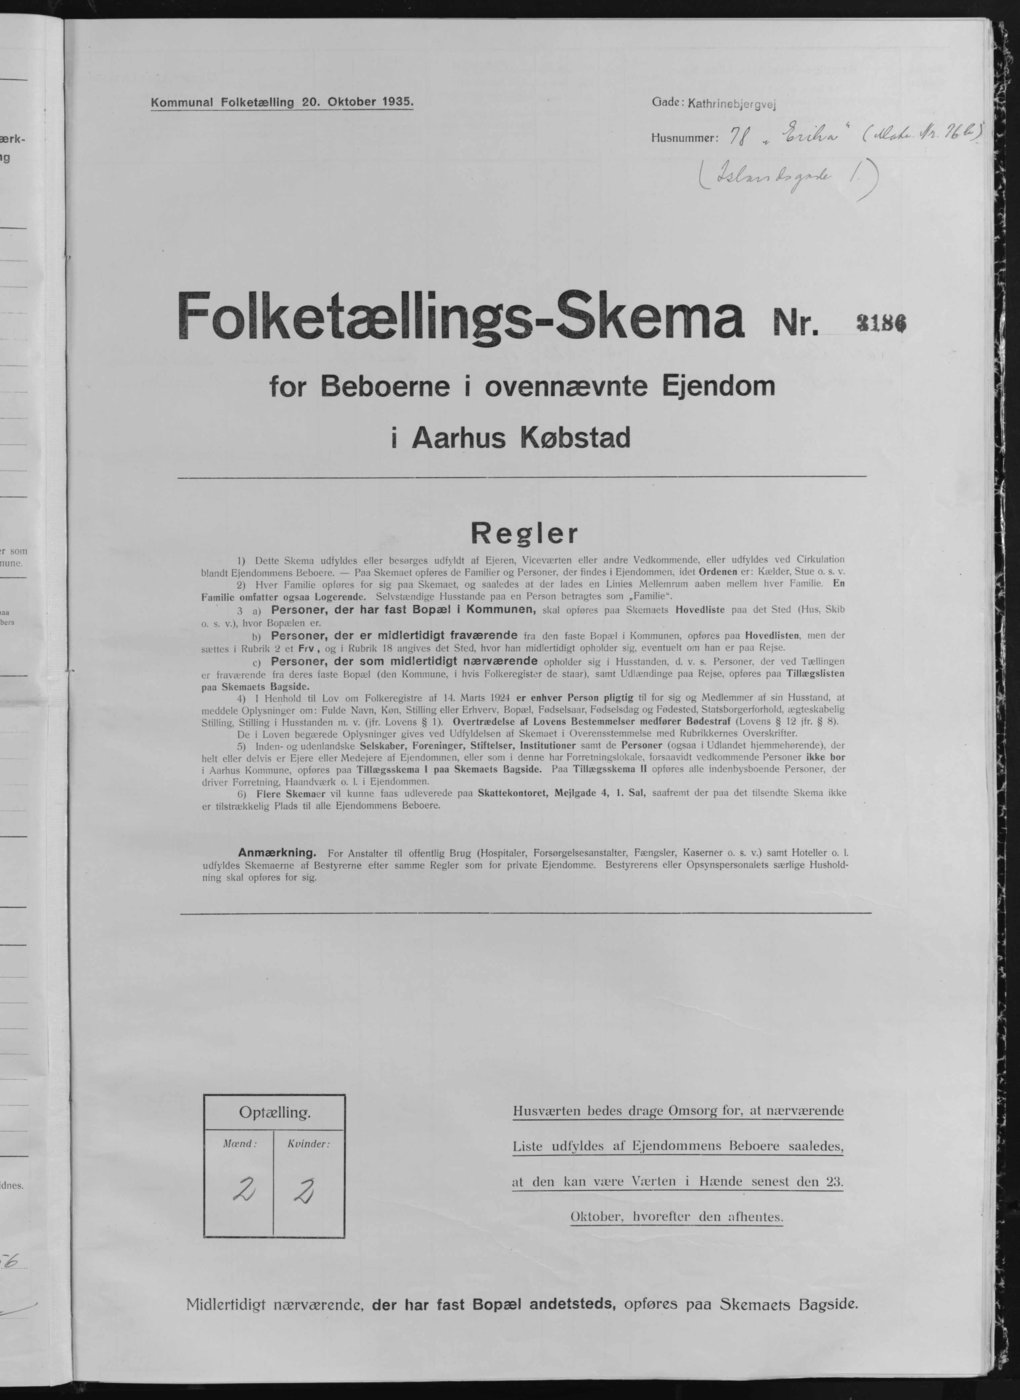 Kommunal Folketælling 20. Oktober 1935.
Gade: Kathrinebjergvej
Husnummer: 78 „Erika“ (Matr. Nr. 76b)
(Islandsgade 1.)
Folketællings-Skema Nr. 3186
for Beboerne i ovennævnte Ejendom
i Aarhus Købstad
Regler
1) Dette Skema udfyldes eller besørges udfyldt af Ejeren, Viceværten eller andre Vedkommende, eller udfyldes ved Cirkulation
blandt Ejendommens Beboere. — Paa Skemaet opføres de Familier og Personer, der findes i Ejendommen, idet Ordenen er: Kælder, Stue o. s. v.
2) Hver Familie opføres for sig paa Skemaet, og saaledes at der lades en Linies Mellemrum aaben mellem hver Familie. En
Familie omfatter ogsaa Logerende. Selvstændige Husstande paa en Person betragtes som „Familie“.
3 a) Personer, der har fast Bopæl i Kommunen, skal opføres paa Skemaets Hovedliste paa det Sted (Hus, Skib
o. s. v.), hvor Bopælen er.
b) Personer, der er midlertidigt fraværende fra den faste Bopæl i Kommunen, opføres paa Hovedlisten, men der
sættes i Rubrik 2 et Frv, og i Rubrik 18 angives det Sted, hvor han midlertidigt opholder sig, eventuelt om han er paa Rejse.
c) Personer, der som midlertidigt nærværende opholder sig i Husstanden, d. v. s. Personer, der ved Tællingen
er fraværende fra deres faste Bopæl (den Kommune, i hvis Folkeregister de staar), samt Udlændinge paa Rejse, opføres paa Tillægslisten
paa Skemaets Bagside.
4) I Henhold til Lov om Folkeregistre af 14. Marts 1924 er enhver Person pligtig til for sig og Medlemmer af sin Husstand, at
meddele Oplysninger om: Fulde Navn, Køn, Stilling eller Erhverv, Bopæl, Fødselsaar, Fødselsdag og Fødested, Statsborgerforhold, ægteskabelig
Stilling, Stilling i Husstanden m. v. (jfr. Lovens § 1). Overtrædelse af Lovens Bestemmelser medfører Bødestraf (Lovens § 12 jfr. § 8).
De i Loven begærede Oplysninger gives ved Udfyldelsen af Skemaet i Overensstemmelse med Rubrikkernes Overskrifter.
5) Inden- og udenlandske Selskaber, Foreninger, Stiftelser, Institutioner samt de Personer (ogsaa i Udlandet hjemmehørende), der
helt eller delvis er Ejere eller Medejere af Ejendommen, eller som i denne har Forretningslokale, forsaavidt vedkommende Personer ikke bor
i Aarhus Kommune, opføres paa Tillægsskema I paa Skemaets Bagside. Paa Tillægsskema II opføres alle indenbysboende Personer, der
driver Forretning, Haandværk o. l. i Ejendommen.
6) Flere Skemaer vil kunne faas udleverede paa Skattekontoret, Mejlgade 4, 1. Sal, saafremt der paa det tilsendte Skema ikke
er tilstrækkelig Plads til alle Ejendommens Beboere.
Anmærkning. For Anstalter til offentlig Brug (Hospitaler, Forsørgelsesanstalter, Fængsler, Kaserner o. s. v.) samt Hoteller o. l.
udfyldes Skemaerne af Bestyrerne efter samme Regler som for private Ejendomme. Bestyrerens eller Opsynspersonalets særlige Hushold-
ning skal opføres for sig.
Optælling.
Mænd: Kvinder:
2 2
Husværten bedes drage Omsorg for, at nærværende
Liste udfyldes af Ejendommens Beboere saaledes,
at den kan være Værten i Hænde senest den 23.
Oktober, hvorefter den afhentes.
Midlertidigt nærværende, der har fast Bopæl andetsteds, opføres paa Skemaets Bagside.